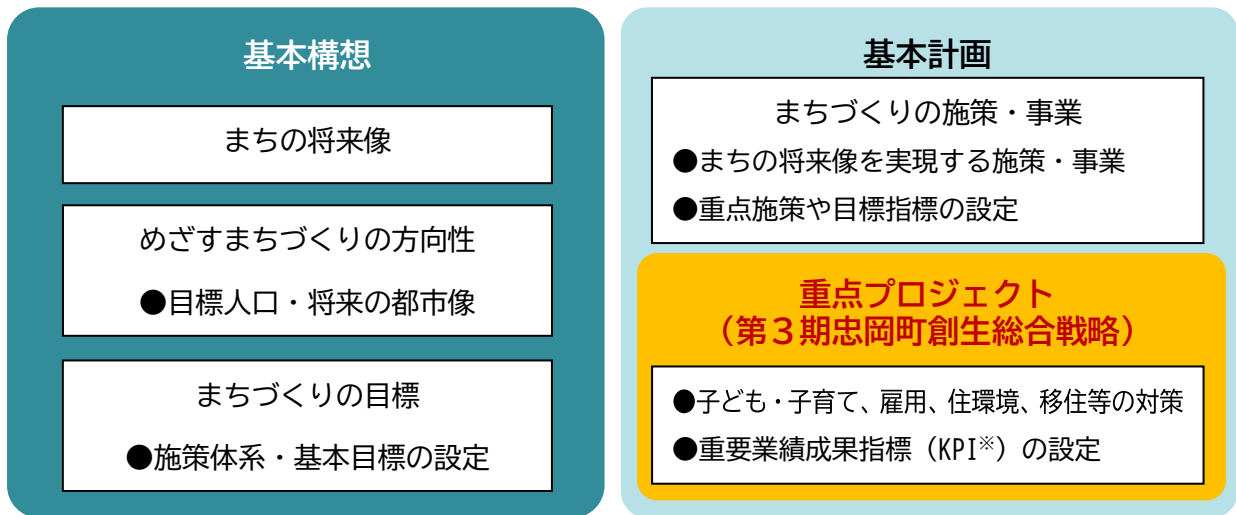 基本構想
まちの将来像
めざすまちづくりの方向性
●目標人口・将来の都市像
まちづくりの目標
●施策体系・基本目標の設定
基本計画
まちづくりの施策・事業
●まちの将来像を実現する施策・事業
●重点施策や目標指標の設定
重点プロジェクト
（第３期忠岡町創生総合戦略）
●子ども・子育て、雇用、住環境、移住等の対策
●重要業績成果指標（KPI※）の設定